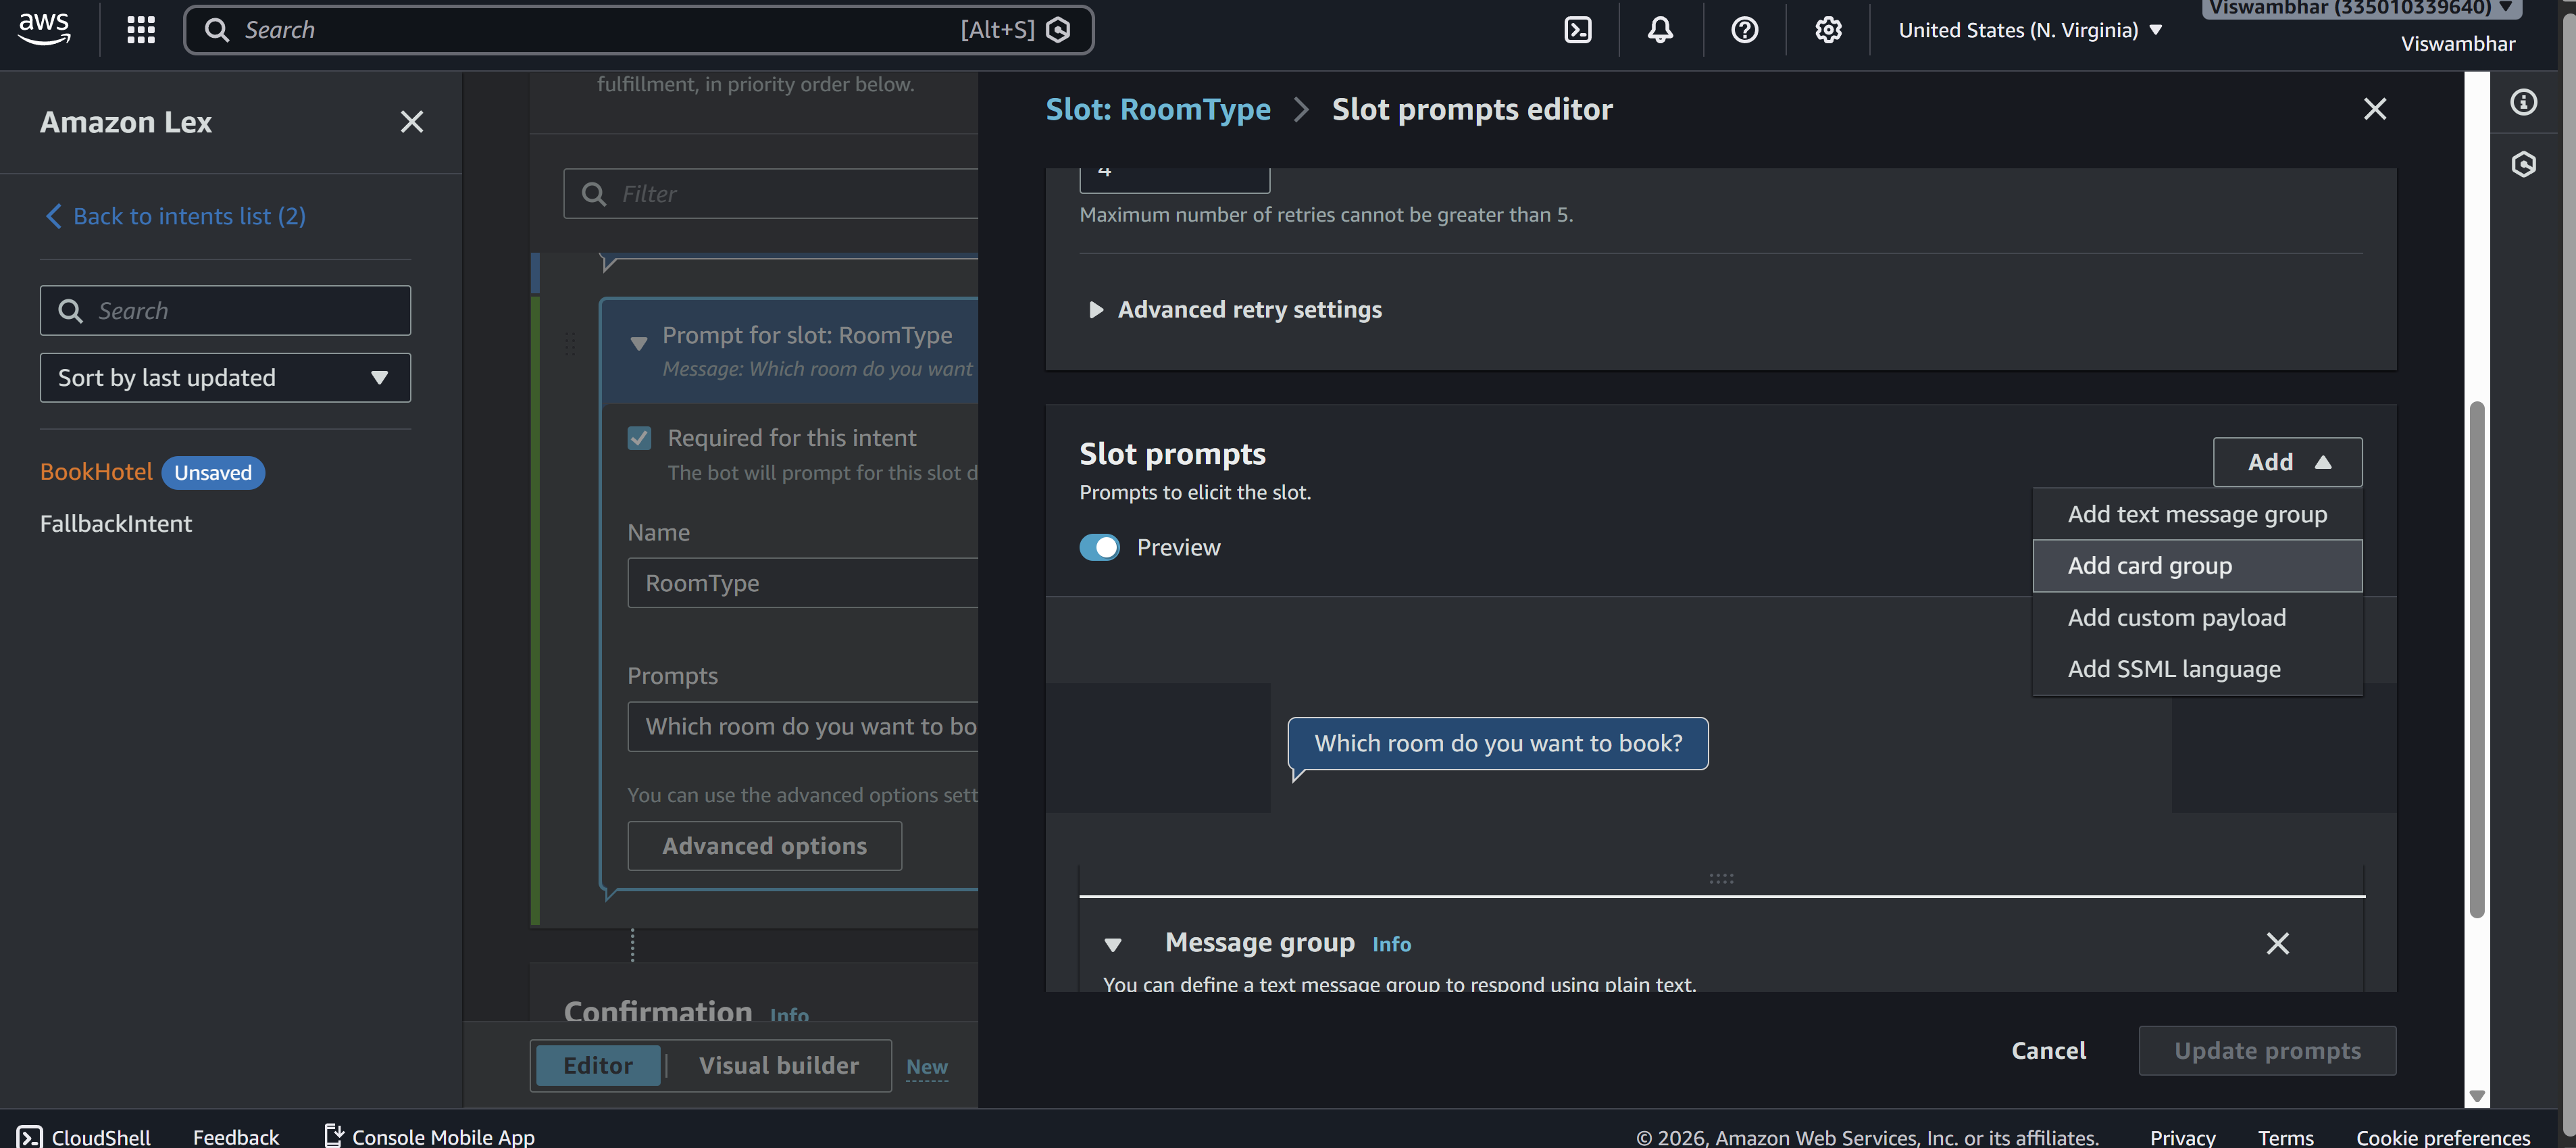 aws
Search
[Alt+S]
United States (N. Virginia)
Viswambhar (335010339640)
Viswambhar
Amazon Lex
Back to intents list (2)
Search
Sort by last updated
BookHotel Unsaved
FallbackIntent
fulfillment, in priority order below.
Filter
Prompt for slot: RoomType
Message: Which room do you want
Required for this intent
The bot will prompt for this slot d
Name
RoomType
Prompts
Which room do you want to bo
You can use the advanced options sett
Advanced options
Confirmation Info
Editor
Visual builder
New
Slot: RoomType
Slot prompts editor
4
Maximum number of retries cannot be greater than 5.
Advanced retry settings
Slot prompts
Prompts to elicit the slot.
Preview
Add
Add text message group
Add card group
Add custom payload
Add SSML language
Which room do you want to book?
Message group Info
You can define a text message group to respond using plain text.
Cancel
Update prompts
CloudShell
Feedback
Console Mobile App
© 2026, Amazon Web Services, Inc. or its affiliates.
Privacy
Terms
Cookie preferences